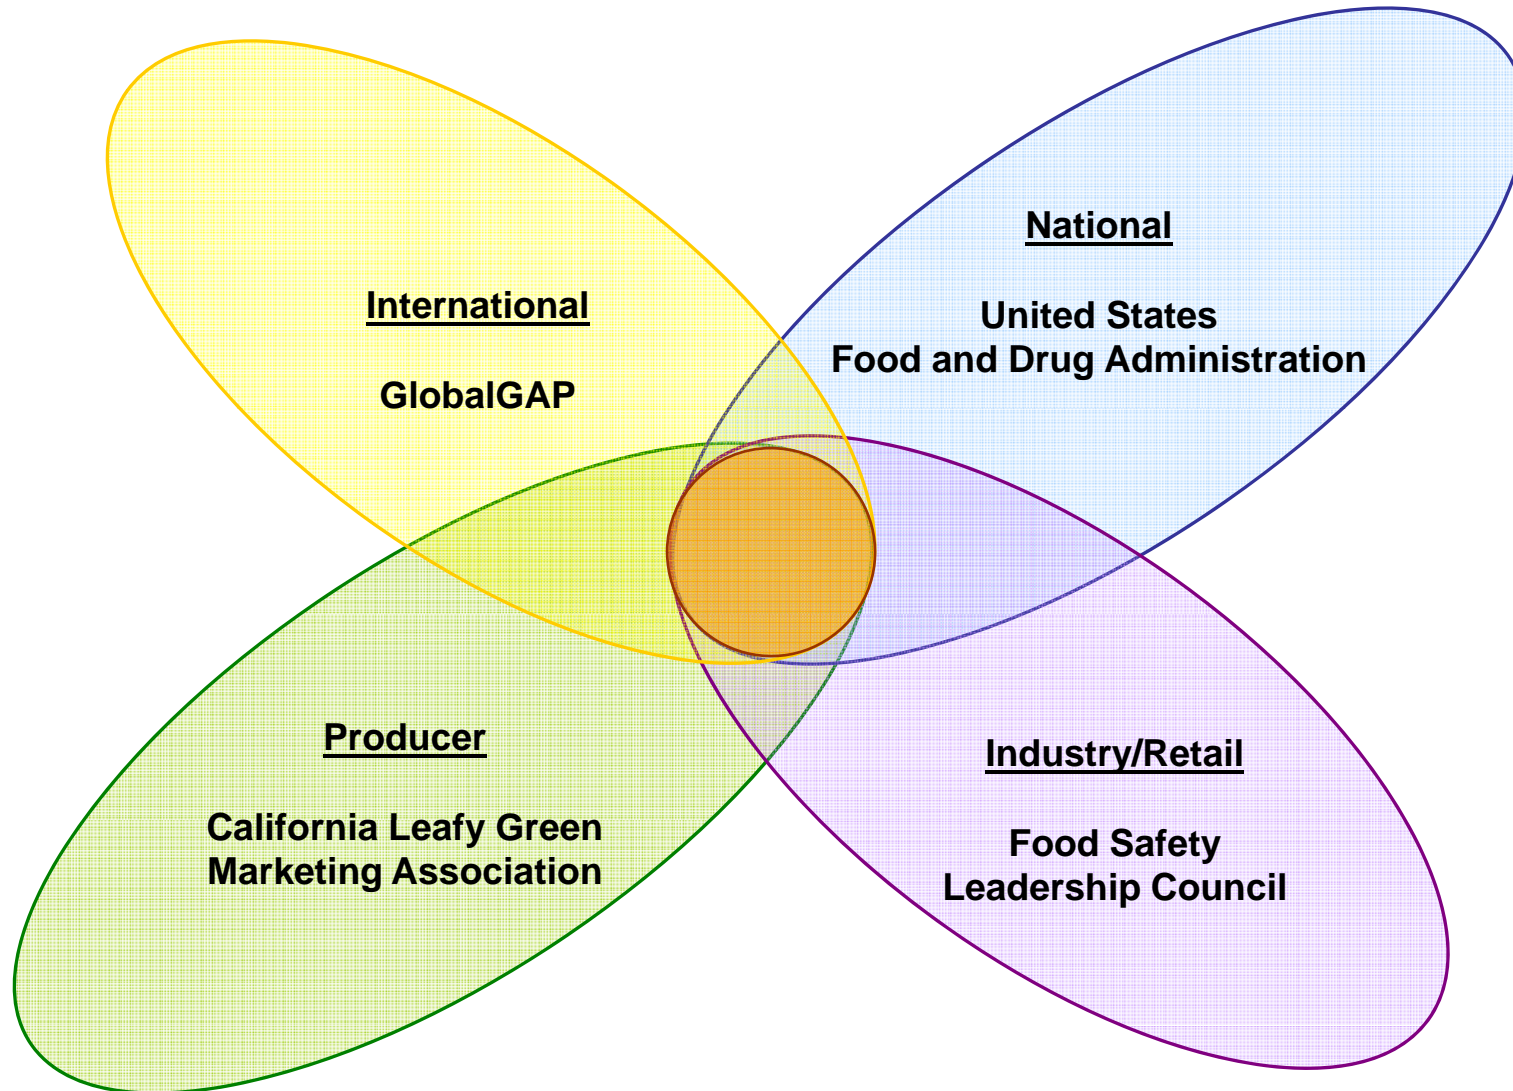 International
GlobalGAP
National
United States
Food and Drug Administration
Producer
California Leafy Green
Marketing Association
Industry/Retail
Food Safety
Leadership Council